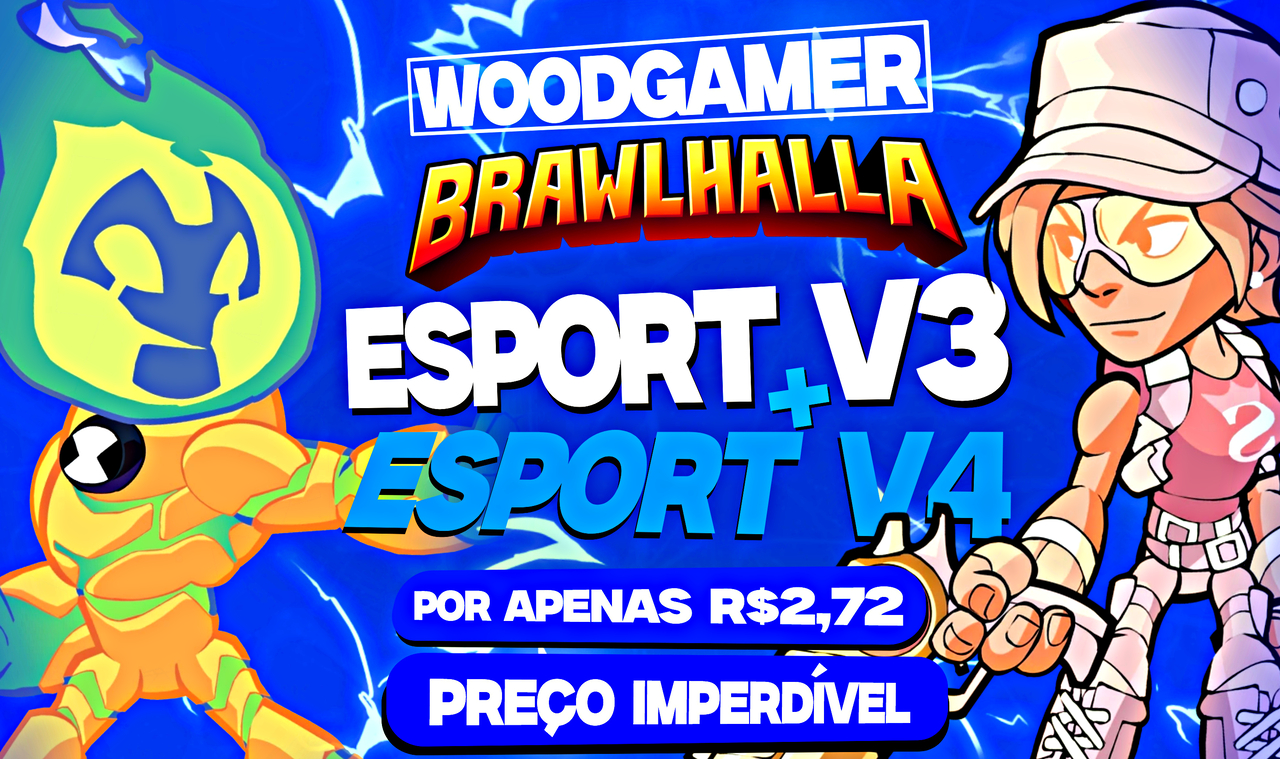 WOODGAMER
BRAWLHALLA
ESPORT V3
+
ESPORT V4
POR APENAS R$2,72
PREÇO IMPERDÍVEL